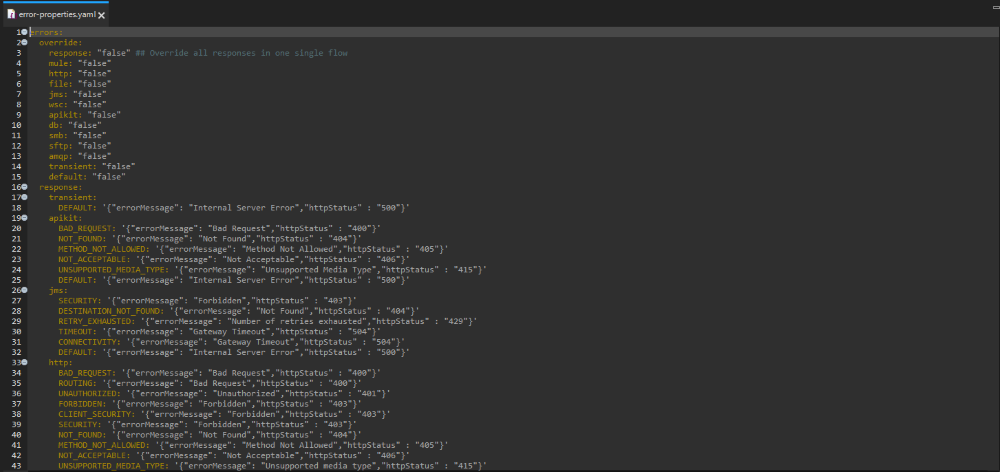 error-properties.yaml
1 errors:
2 override:
3 response: "false" ## Override all responses in one single flow
4 mule: "false"
5 http: "false"
6 file: "false"
7 jms: "false"
8 wsc: "false"
9 apikit: "false"
10 db: "false"
11 smb: "false"
12 sftp: "false"
13 amqp: "false"
14 transient: "false"
15 default: "false"
16 response:
17 transient:
18 DEFAULT: '{"errorMessage": "Internal Server Error","httpStatus" : "500"}'
19 apikit:
20 BAD_REQUEST: '{"errorMessage": "Bad Request","httpStatus" : "400"}'
21 NOT_FOUND: '{"errorMessage": "Not Found","httpStatus" : "404"}'
22 METHOD_NOT_ALLOWED: '{"errorMessage": "Method Not Allowed","httpStatus" : "405"}'
23 NOT_ACCEPTABLE: '{"errorMessage": "Not Acceptable","httpStatus" : "406"}'
24 UNSUPPORTED_MEDIA_TYPE: '{"errorMessage": "Unsupported Media Type","httpStatus" : "415"}'
25 DEFAULT: '{"errorMessage": "Internal Server Error","httpStatus" : "500"}'
26 jms:
27 SECURITY: '{"errorMessage": "Forbidden","httpStatus" : "403"}'
28 DESTINATION_NOT_FOUND: '{"errorMessage": "Not Found","httpStatus" : "404"}'
29 RETRY_EXHAUSTED: '{"errorMessage": "Number of retries exhausted","httpStatus" : "429"}'
30 TIMEOUT: '{"errorMessage": "Gateway Timeout","httpStatus" : "504"}'
31 CONNECTIVITY: '{"errorMessage": "Gateway Timeout","httpStatus" : "504"}'
32 DEFAULT: '{"errorMessage": "Internal Server Error","httpStatus" : "500"}'
33 http:
34 BAD_REQUEST: '{"errorMessage": "Bad Request","httpStatus" : "400"}'
35 ROUTING: '{"errorMessage": "Bad Request","httpStatus" : "400"}'
36 UNAUTHORIZED: '{"errorMessage": "Unauthorized","httpStatus" : "401"}'
37 FORBIDDEN: '{"errorMessage": "Forbidden","httpStatus" : "403"}'
38 CLIENT_SECURITY: '{"errorMessage": "Forbidden","httpStatus" : "403"}'
39 SECURITY: '{"errorMessage": "Forbidden","httpStatus" : "403"}'
40 NOT_FOUND: '{"errorMessage": "Not Found","httpStatus" : "404"}'
41 METHOD_NOT_ALLOWED: '{"errorMessage": "Method Not Allowed","httpStatus" : "405"}'
42 NOT_ACCEPTABLE: '{"errorMessage": "Not Acceptable","httpStatus" : "406"}'
43 UNSUPPORTED_MEDIA_TYPE: '{"errorMessage": "Unsupported media type","httpStatus" : "415"}'